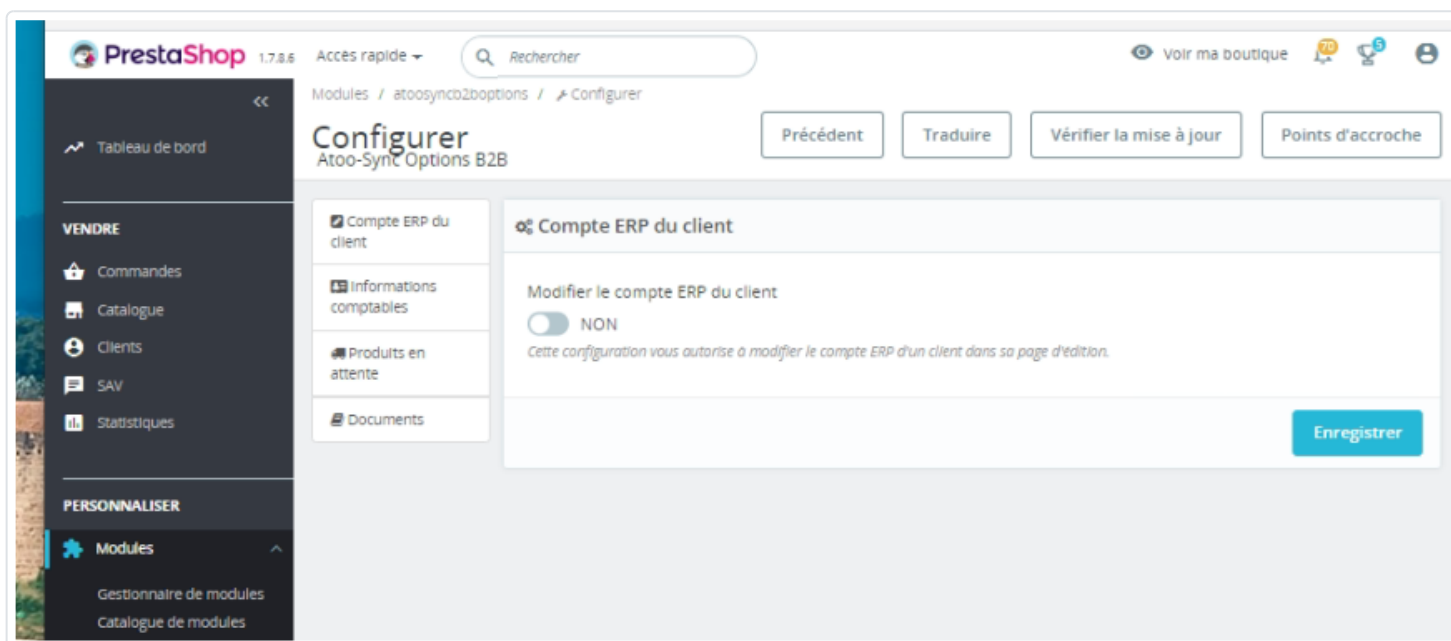 PrestaShop 1.7.8.6 Accès rapide Rechercher Voir ma boutique 70 5
Modules / atoosyncb2boptions / Configurer
Configurer
Atoo-Sync Options B2B
Précédent Traduire Vérifier la mise à jour Points d'accroche
Tableau de bord
VENDRE
Commandes
Catalogue
Clients
SAV
Statistiques
PERSONNALISER
Modules
Gestionnaire de modules
Catalogue de modules
Compte ERP du
client
Informations
comptables
Produits en
attente
Documents
Compte ERP du client
Modifier le compte ERP du client
NON
Cette configuration vous autorise à modifier le compte ERP d'un client dans sa page d'édition.
Enregistrer